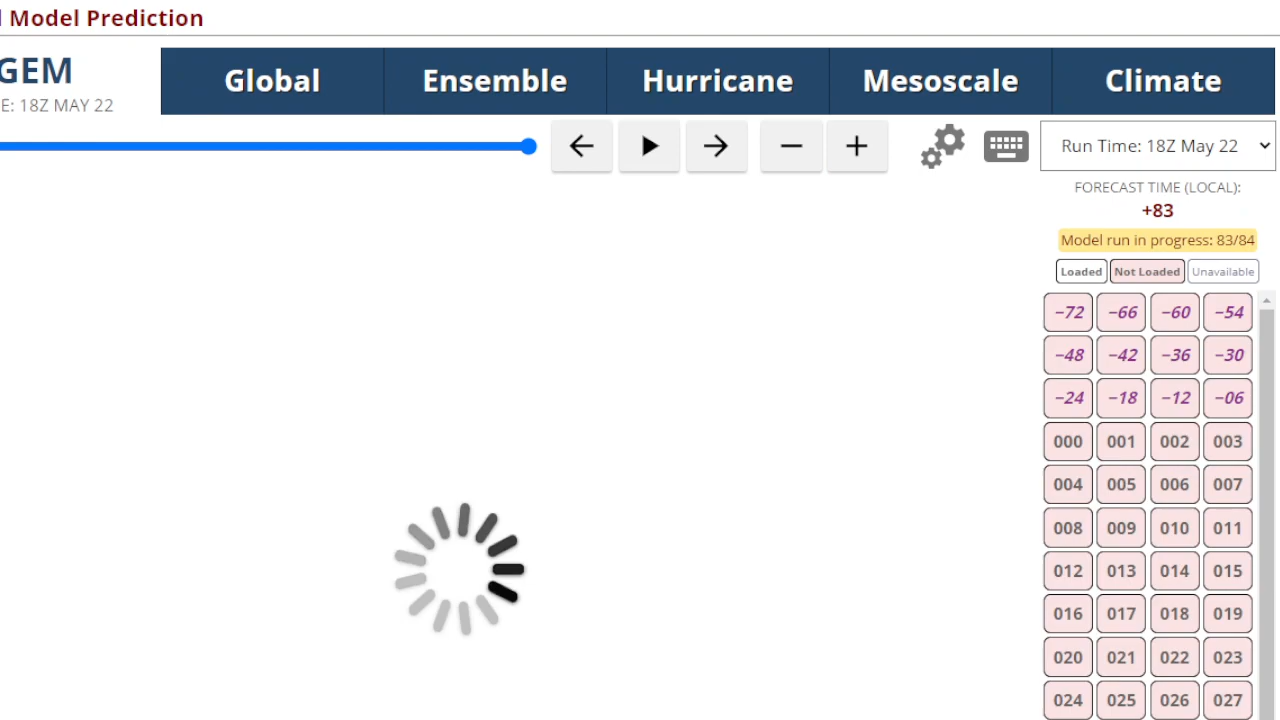 Model Prediction
GEM
E: 18Z MAY 22
Global Ensemble Hurricane Mesoscale Climate
Run Time: 18Z May 22
FORECAST TIME (LOCAL):
+83
Model run in progress: 83/84
Loaded Not Loaded Unavailable
−72 −66 −60 −54
−48 −42 −36 −30
−24 −18 −12 −06
000 001 002 003
004 005 006 007
008 009 010 011
012 013 014 015
016 017 018 019
020 021 022 023
024 025 026 027